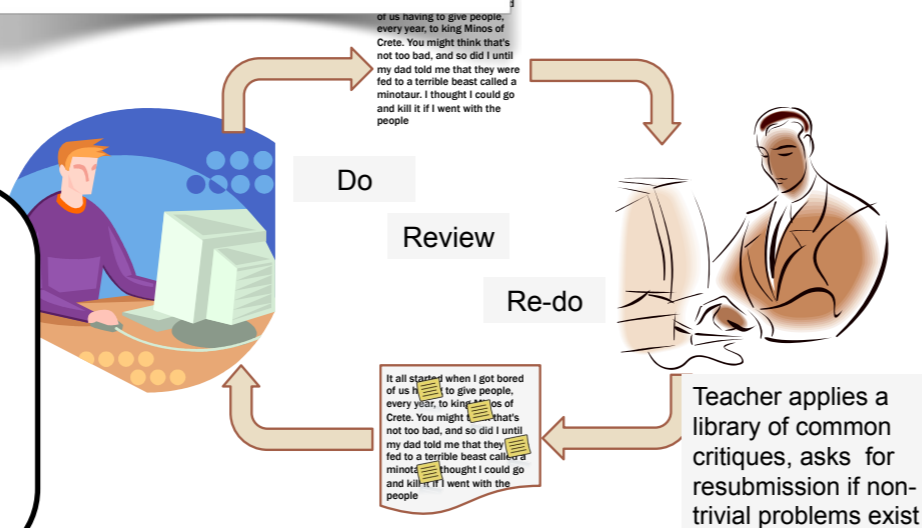 of us having to give people,
every year, to king Minos of
Crete. You might think that's
not too bad, and so did I until
my dad told me that they were
fed to a terrible beast called a
minotaur. I thought I could go
and kill it if I went with the
people
Do
Review
Re-do
It all started when I got bored
of us h to give people,
every year, to king os of
Crete. You might that's
not too bad, and so did I until
my dad told me that they
fed to a terrible beast called a
minota thought I could go
and kill it if I went with the
people
Teacher applies a
library of common
critiques, asks for
resubmission if non-
trivial problems exist